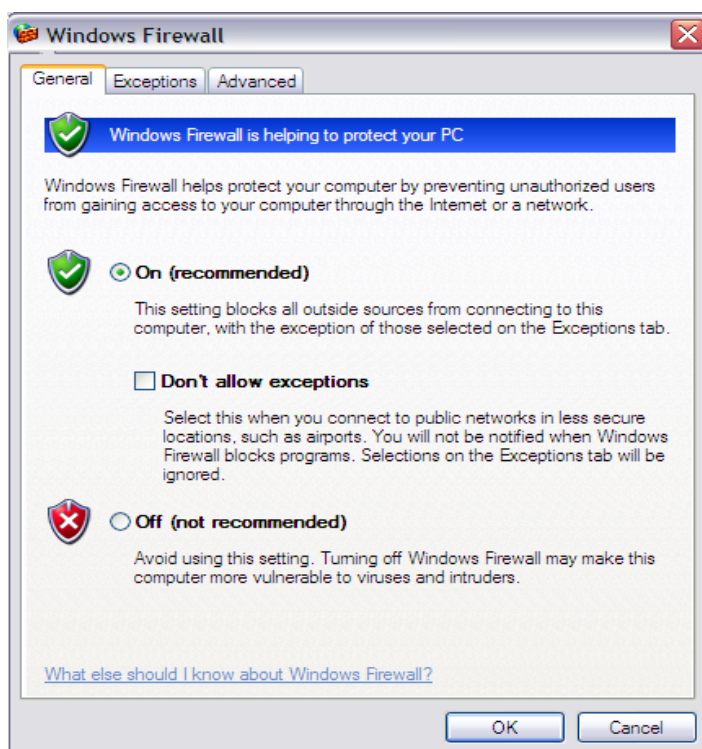 Windows Firewall
General
Exceptions
Advanced
Windows Firewall is helping to protect your PC
Windows Firewall helps protect your computer by preventing unauthorized users
from gaining access to your computer through the Internet or a network.
On (recommended)
This setting blocks all outside sources from connecting to this
computer, with the exception of those selected on the Exceptions tab.
Don't allow exceptions
Select this when you connect to public networks in less secure
locations, such as airports. You will not be notified when Windows
Firewall blocks programs. Selections on the Exceptions tab will be
ignored.
Off (not recommended)
Avoid using this setting. Turning off Windows Firewall may make this
computer more vulnerable to viruses and intruders.
What else should I know about Windows Firewall?
OK
Cancel